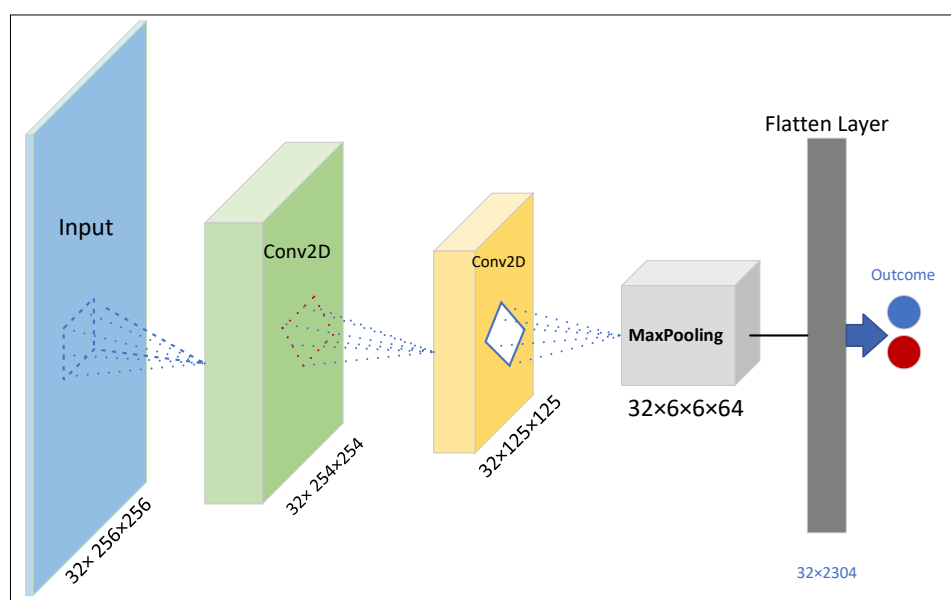 Input
32× 256×256
Conv2D
32× 254×254
Conv2D
32×125×125
MaxPooling
32×6×6×64
Flatten Layer
32×2304
Outcome